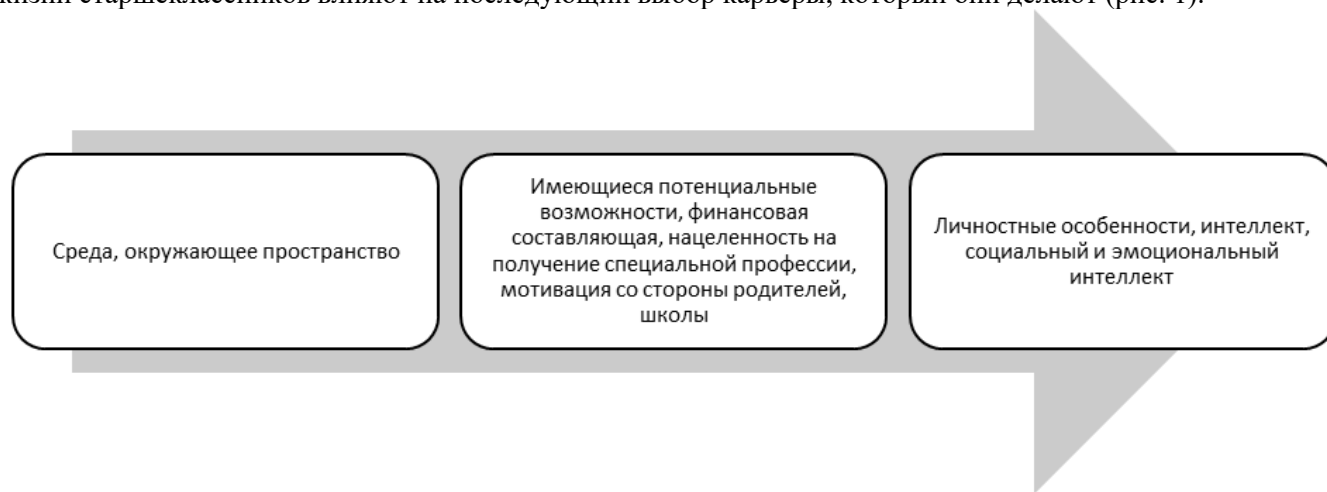 жизни старшеклассников влияют на последующий выбор карьеры, который они делают (рис. 1).
Среда, окружающее пространство
Имеющиеся потенциальные
возможности, финансовая
составляющая, нацеленность на
получение специальной профессии,
мотивация со стороны родителей,
школы
Личностные особенности, интеллект,
социальный и эмоциональный
интеллект